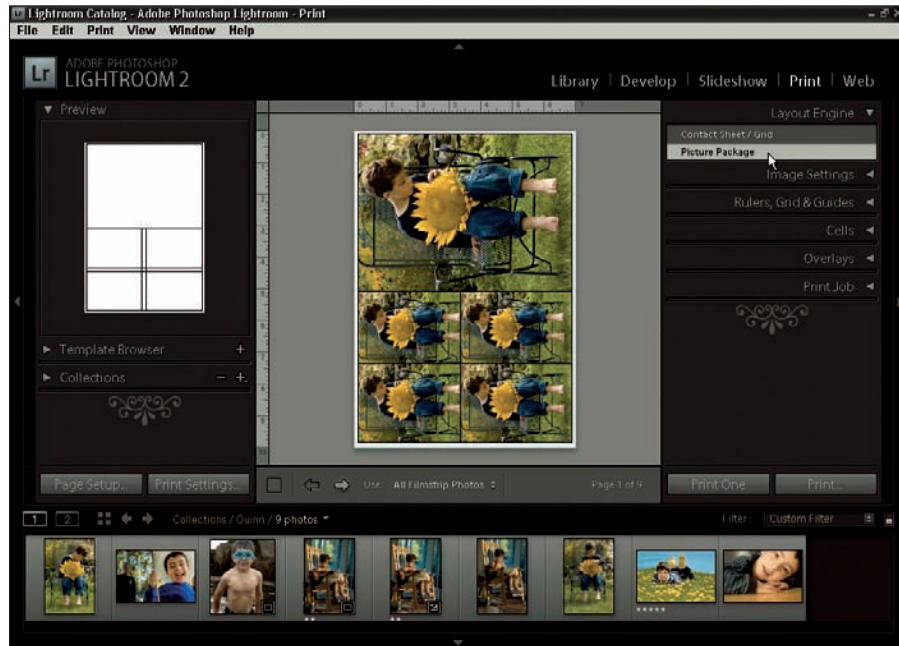 Lightroom Catalog - Adobe Photoshop Lightroom - Print
File Edit Print View Window Help
Lr
ADOBE PHOTOSHOP
LIGHTROOM 2
Library | Develop | Slideshow | Print | Web
Preview
Layout Engine
Contact Sheet / Grid
Picture Package
Image Settings
Rulers, Grid & Guides
Cells
Overlays
Print Job
Template Browser +
Collections - +
Page Setup... Print Settings... Use: All Filmstrip Photos Page 1 of 9 Print One Print...
1 2 Collections / Quinn / 9 photos Filter: Custom Filter